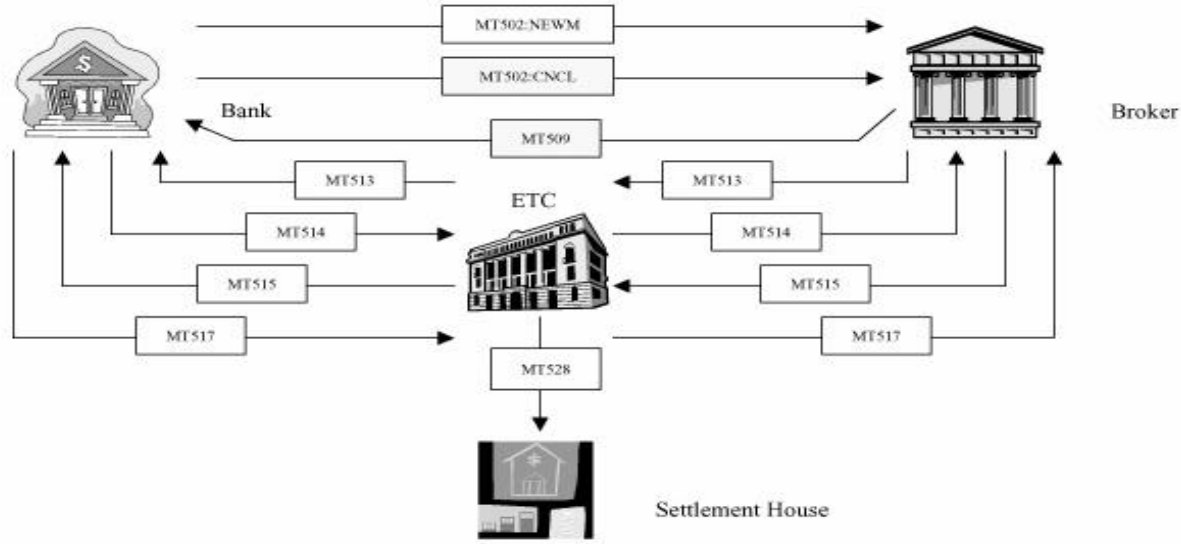 MT502:NEWM
MT502:CNCL
Bank
Broker
MT509
MT513
MT513
ETC
MT514
MT514
MT515
MT515
MT517
MT517
MT528
Settlement House